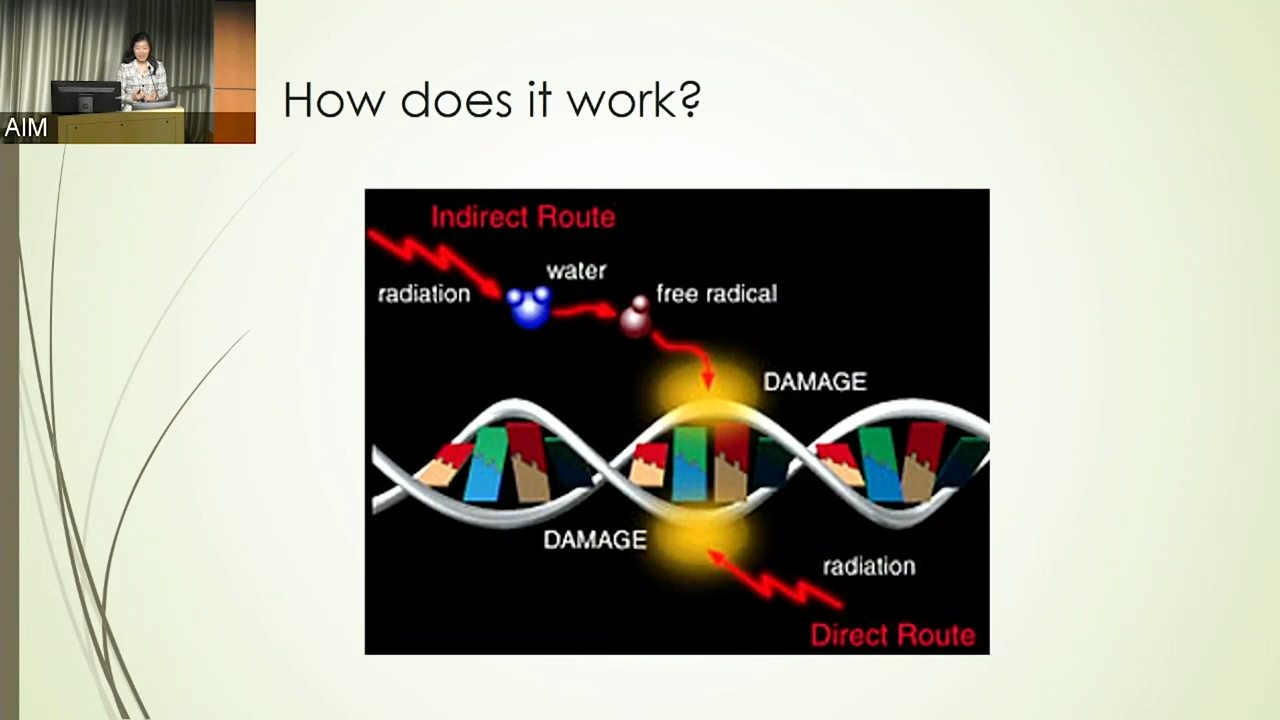 AIM
How does it work?
Indirect Route
water
radiation
free radical
DAMAGE
DAMAGE
radiation
Direct Route